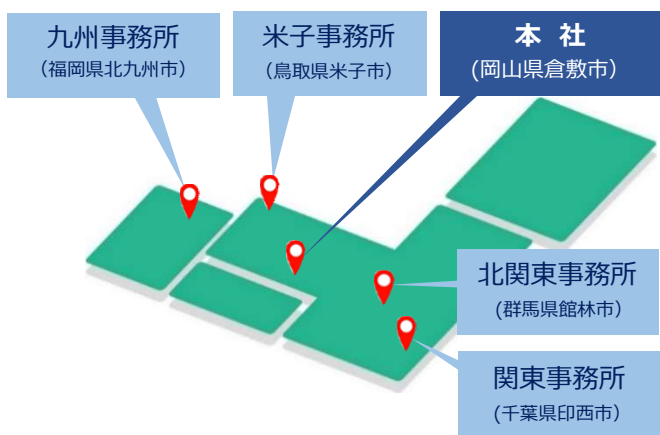 九州事務所
（福岡県北九州市）
米子事務所
（鳥取県米子市）
本 社
(岡山県倉敷市）
北関東事務所
(群馬県館林市）
関東事務所
(千葉県印西市）